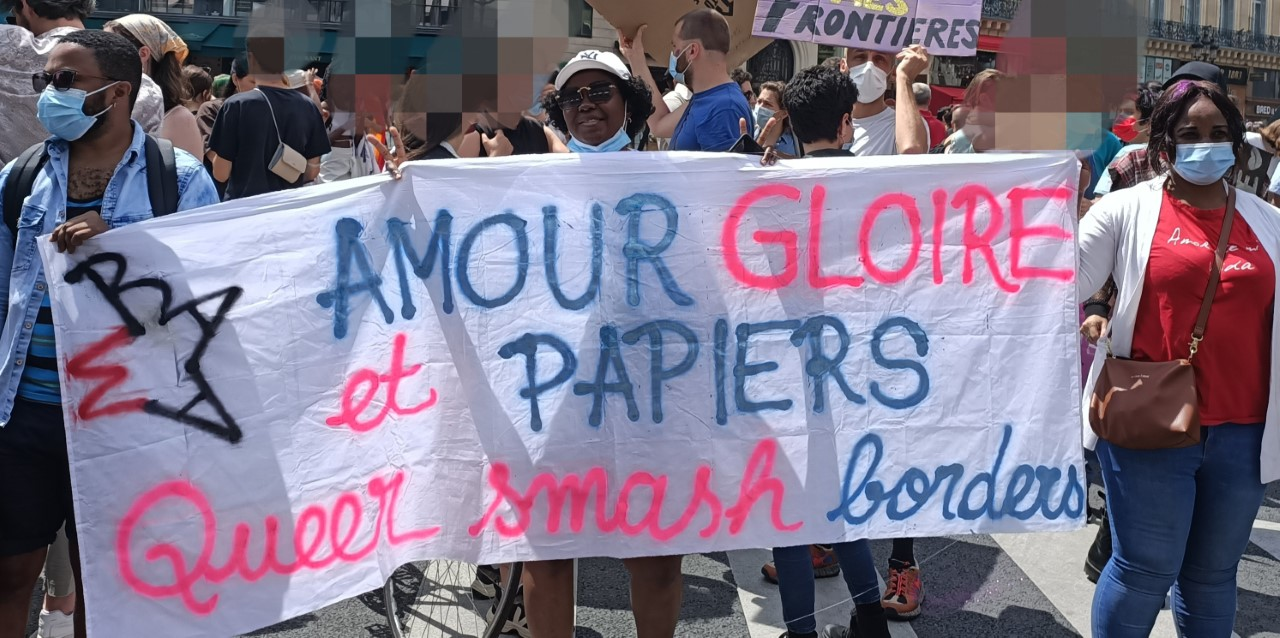 FRONTIERES
AMOUR GLOIRE
et PAPIERS
Queer smash borders